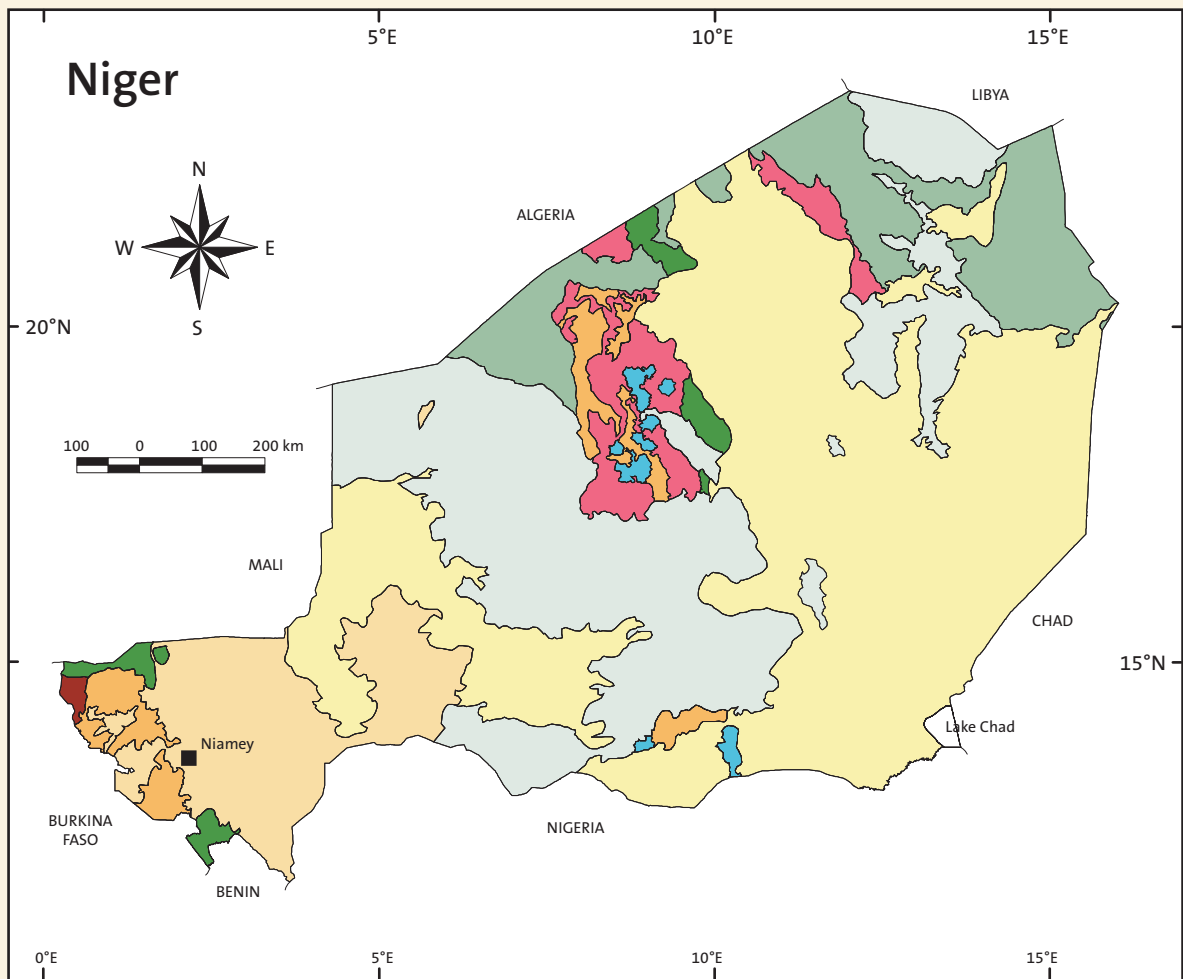 5°E
10°E
15°E
Niger
LIBYA
N
ALGERIA
W
E
S
20°N
100 0 100 200 km
MALI
CHAD
15°N
Lake Chad
Niamey
BURKINA
FASO
NIGERIA
BENIN
0°E
5°E
10°E
15°E